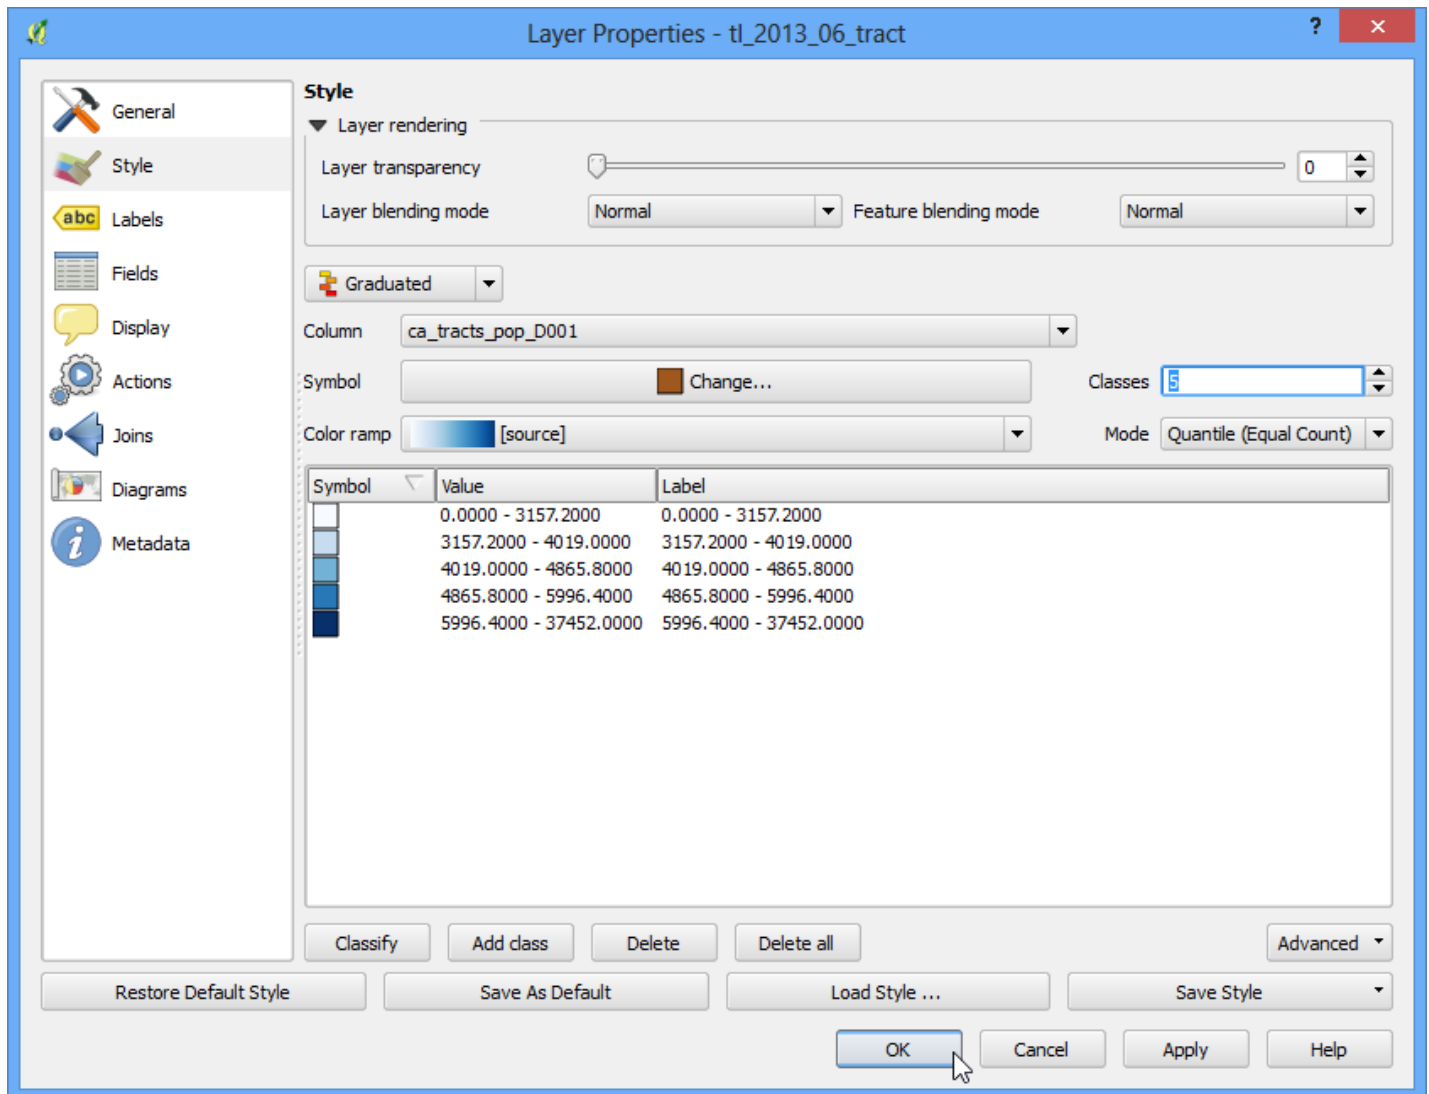 Layer Properties - tl_2013_06_tract
?
General
Style
abc Labels
Fields
Display
Actions
Joins
Diagrams
i Metadata
Style
Layer rendering
Layer transparency 0
Layer blending mode Normal Feature blending mode Normal
Graduated
Column ca_tracts_pop_D001
Symbol Change... Classes 5
Color ramp [source] Mode Quantile (Equal Count)
Symbol Value Label
0.0000 - 3157.2000 0.0000 - 3157.2000
3157.2000 - 4019.0000 3157.2000 - 4019.0000
4019.0000 - 4865.8000 4019.0000 - 4865.8000
4865.8000 - 5996.4000 4865.8000 - 5996.4000
5996.4000 - 37452.0000 5996.4000 - 37452.0000
Classify Add class Delete Delete all Advanced
Restore Default Style Save As Default Load Style ... Save Style
OK Cancel Apply Help